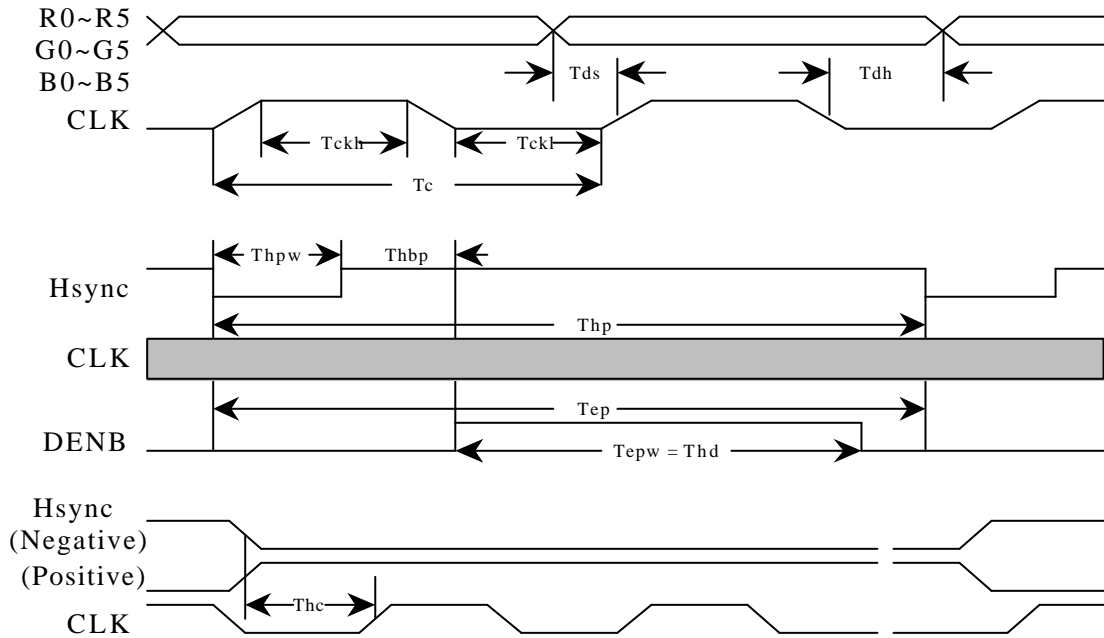 R0~R5
G0~G5
B0~B5
Tds
Tdh
CLK
Tckh
Tckl
Tc
Thpw
Thbp
Hsync
Thp
CLK
Tep
DENB
Tepw = Thd
Hsync
(Negative)
(Positive)
Thc
CLK